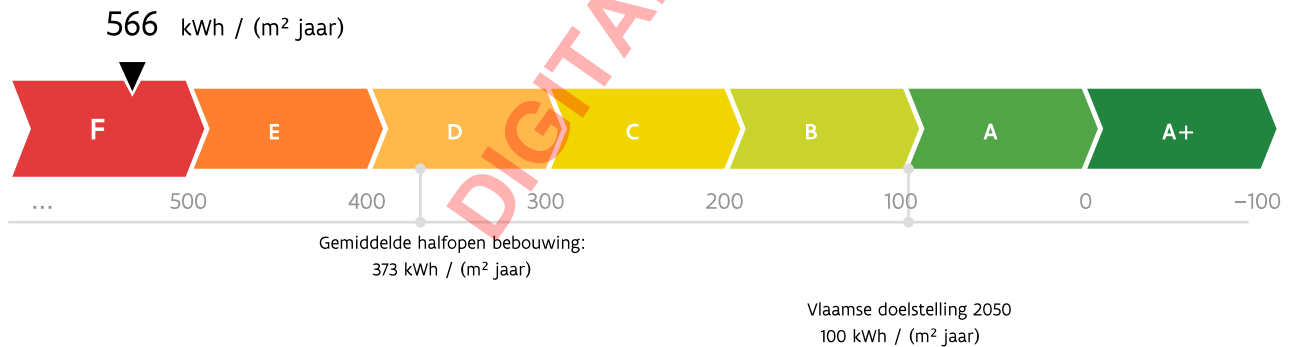 566 kWh / (m² jaar)
F E D C B A A+
... 500 400 300 200 100 0 −100
Gemiddelde halfopen bebouwing:
373 kWh / (m² jaar)
Vlaamse doelstelling 2050
100 kWh / (m² jaar)
DIGITA